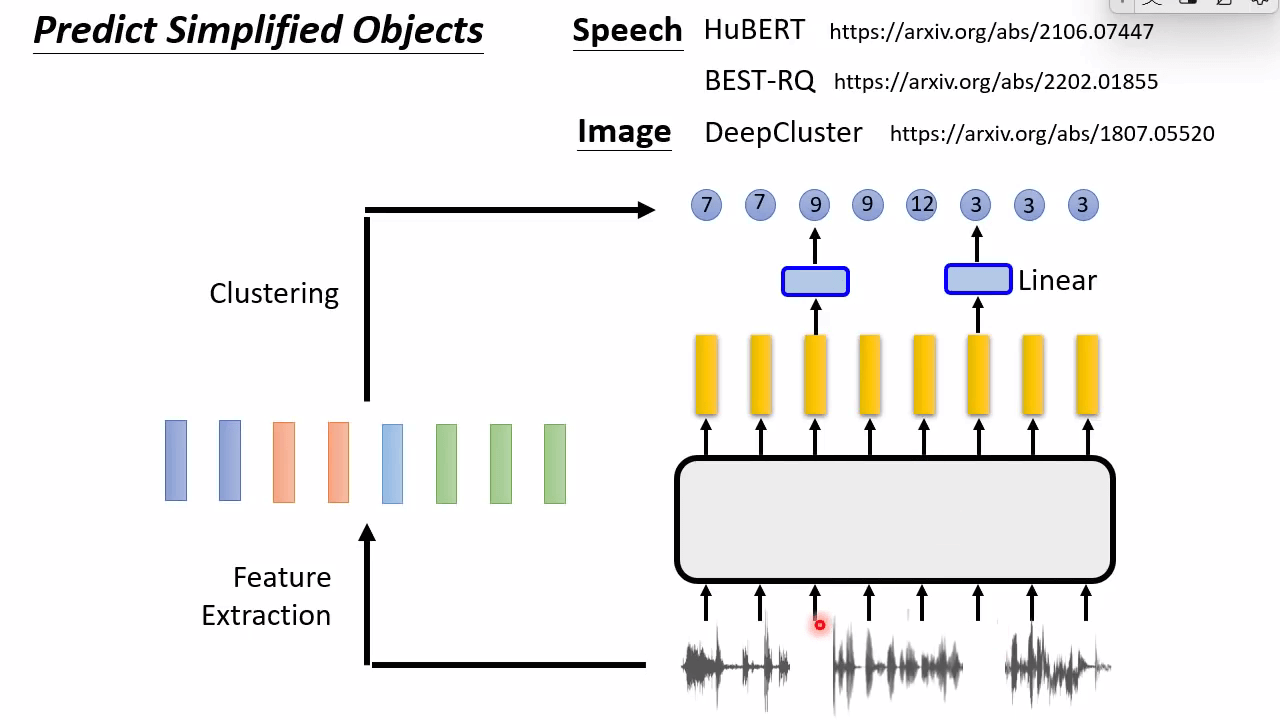 Predict Simplified Objects
Speech HuBERT https://arxiv.org/abs/2106.07447
BEST-RQ https://arxiv.org/abs/2202.01855
Image DeepCluster https://arxiv.org/abs/1807.05520
7 7 9 9 12 3 3 3
Clustering
Linear
Feature
Extraction